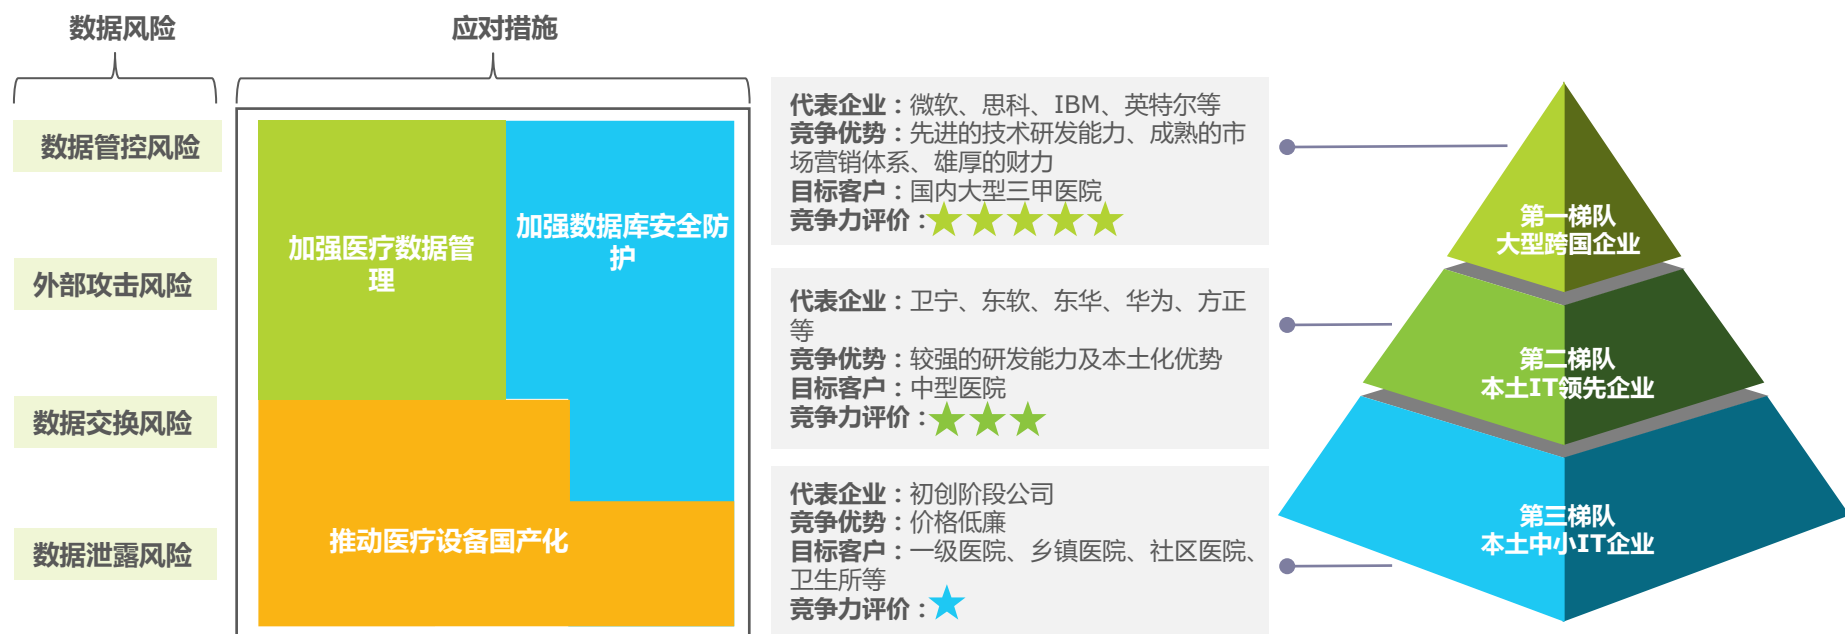 数据风险
应对措施
数据管控风险
外部攻击风险
数据交换风险
数据泄露风险
加强医疗数据管
理
加强数据库安全防
护
推动医疗设备国产化
代表企业：微软、思科、IBM、英特尔等
竞争优势：先进的技术研发能力、成熟的市
场营销体系、雄厚的财力
目标客户：国内大型三甲医院
竞争力评价：
代表企业：卫宁、东软、东华、华为、方正
等
竞争优势：较强的研发能力及本土化优势
目标客户：中型医院
竞争力评价：
代表企业：初创阶段公司
竞争优势：价格低廉
目标客户：一级医院、乡镇医院、社区医院、
卫生所等
竞争力评价：
第一梯队
大型跨国企业
第二梯队
本土IT领先企业
第三梯队
本土中小IT企业